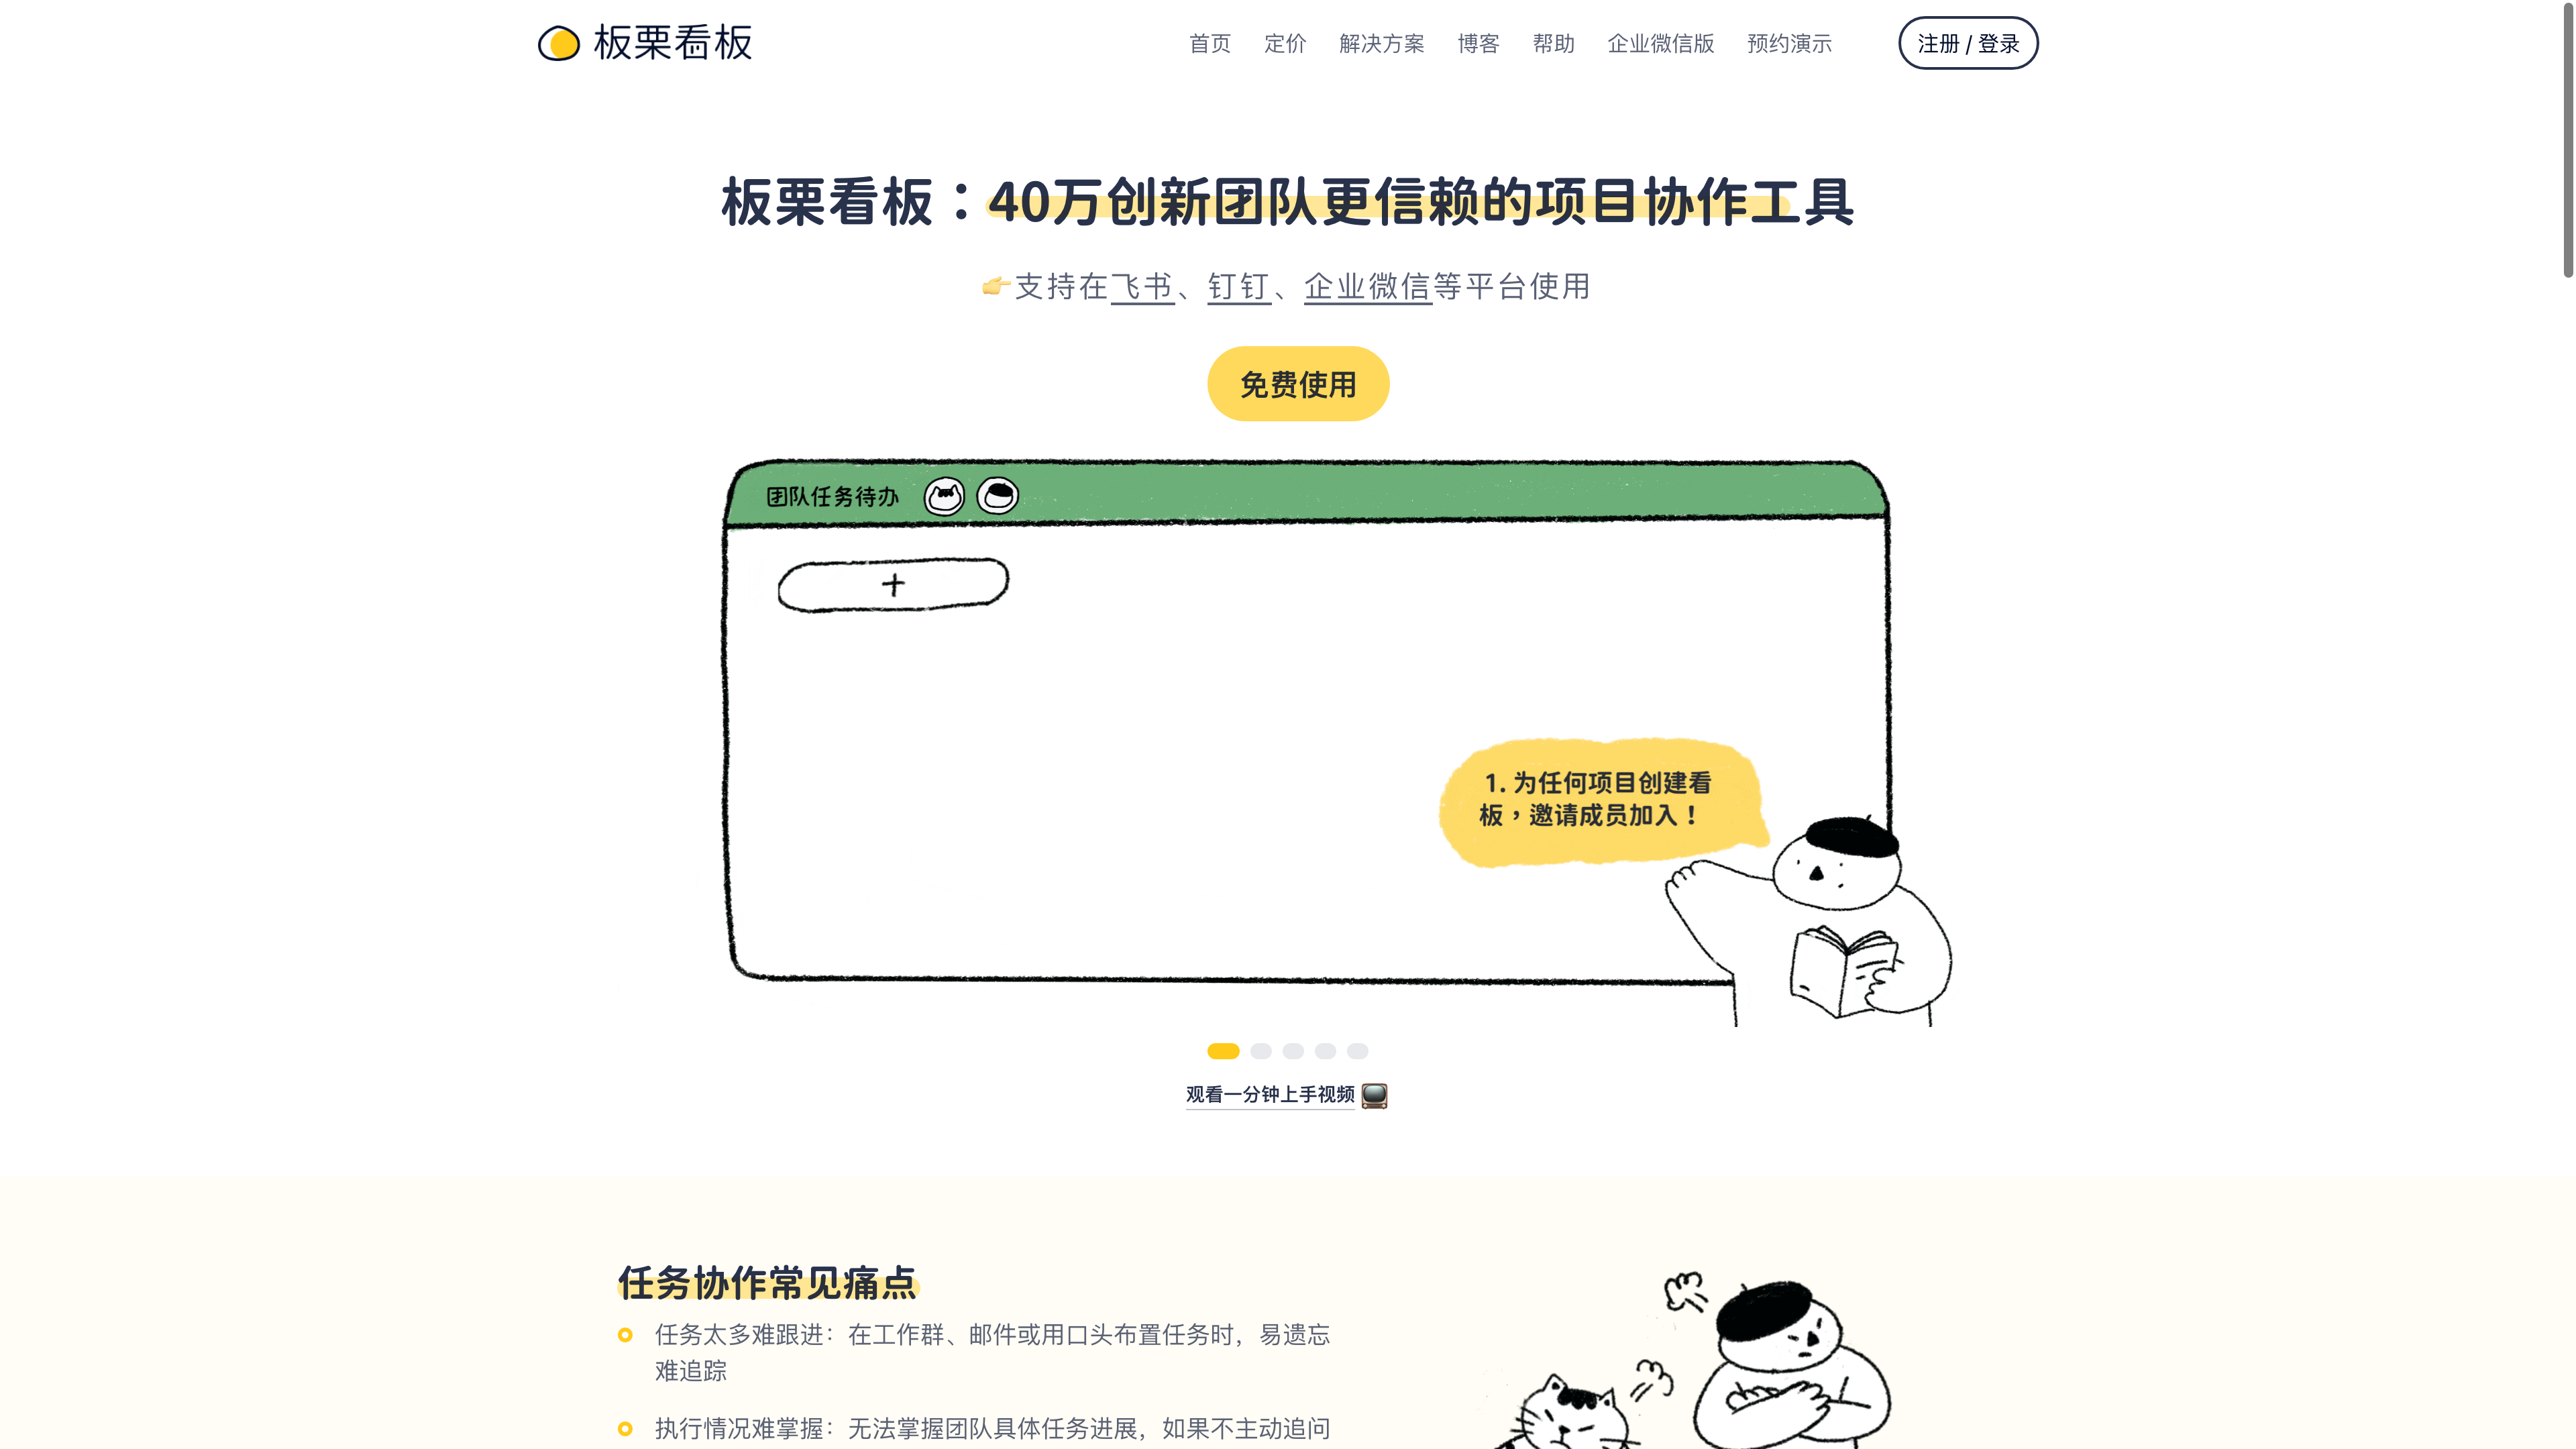 板栗看板
首页 定价 解决方案 博客 帮助 企业微信版 预约演示 注册 / 登录
板栗看板：40万创新团队更信赖的项目协作工具
👉支持在飞书、钉钉、企业微信等平台使用
免费使用
团队任务待办
+
1. 为任何项目创建看
板，邀请成员加入！
观看一分钟上手视频 📺
任务协作常见痛点
任务太多难跟进：在工作群、邮件或用口头布置任务时，易遗忘
难追踪
执行情况难掌握：无法掌握团队具体任务进展，如果不主动追问